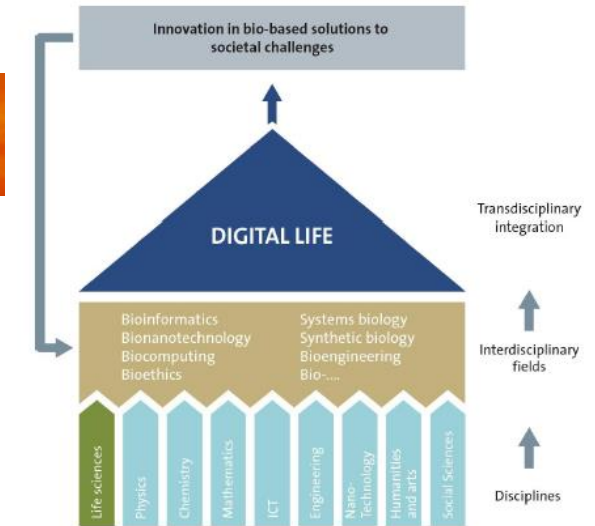 Innovation in bio-based solutions to
societal challenges
DIGITAL LIFE
Transdisciplinary
integration
Bioinformatics
Bionanotechnology
Biocomputing
Bioethics
Systems biology
Synthetic biology
Bioengineering
Bio-....
Interdisciplinary
fields
Life sciences
Physics
Chemistry
Mathematics
ICT
Engineering
Nano-
Technology
Humanities
and arts
Social Sciences
Disciplines